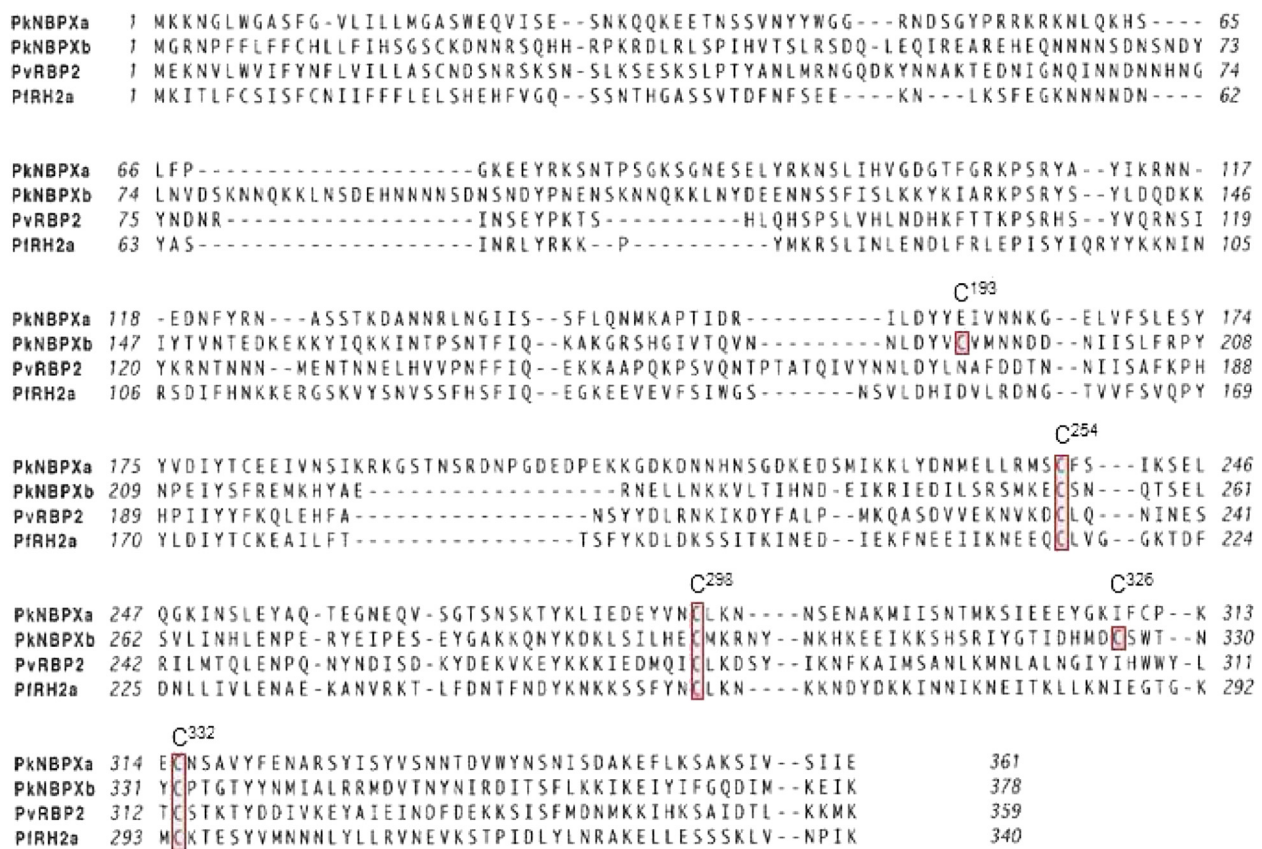 PkNBPXa 1 MKKNGLWGASFG-VLILLMGASWEQVISE--SNKQQKEETNSSVNYYWGG---RNDSGYPRRKRKNLQKHS---- 65
PkNBPXb 1 MGRNPFFLFFCHLLFIHSGSCKDNNRSQHH-RPKRDLRLSPIHVTSLRSDQ-LEQIREAREHEQNNNNSDNSNDY 73
PvRBP2 1 MEKNVLWVIFYNFLVILLASCNDSNRSKSN-SLKSESKSLPTYANLMRNGQDKYNNAKTEDNIGNQINNDNNHNG 74
PfRH2a 1 MKITLFCSISFCNIIFFFLELSHEHFVGQ--SSNTHGASSVTDFNFSEE----KN---LKSFEGKNNNNDN---- 62
PkNBPXa 66 LFP--------------------GKEEYRKSNTPSGKSGNESELYRKNSLIHVGDGTFGRKPSRYA--YIKRNN- 117
PkNBPXb 74 LNVDSKNNQKKLNSDEHNNNNSDNSNDYPNENSKNNQKKLNYDEENNSSFISLKKYKIARKPSRYS--YLDQDKK 146
PvRBP2 75 YNDNR------------------INSEYPKTS----------HLQHSPSLVHLNDHKFTTKPSRHS--YVQRNSI 119
PfRH2a 63 YAS--------------------INRLYRKK--P----------YMKRSLINLENDLFRLEPISYIQRYYKKNIN 105
C193
PkNBPXa 118 -EDNFYRN---ASSTKDANNRLNGIIS--SFLQNMKAPTIDR----------ILDYYEIVNNKG--ELVFSLESY 174
PkNBPXb 147 IYTVNTEDKEKKYIQKKINTPSNTFIQ--KAKGRSHGIVTQVN---------NLDYVCVMNNDD--NIISLFRPY 208
PvRBP2 120 YKRNTNNN--MENTNNELHVVPNFFIQ--EKKAAPQKPSVQNTPTATQIVYNNLDYLNAFDDTN--NIISAFKPH 188
PfRH2a 106 RSDIFHNKKERGSKVYSNVSSFHSFIQ--EGKEEVEVFSIWGS-------NSVLDHIDVLRDNG--TVVFSVQPY 169
C254
PkNBPXa 175 YVDIYTCEEIVNSIKRKGSTNSRDNPGDEDPEKKGDKDNNHNSGDKEDSMIKKLYDNMELLRMSCFS---IKSEL 246
PkNBPXb 209 NPEIYSFREMKHYAE-------------------RNELLNKKVLTIHND-EIKRIEDILSRSMKECSN---QTSEL 261
PvRBP2 189 HPIIYYFKQLEHFA------------------NSYYDLRNKIKDYFALP--MKQASDVVEKNVKDCLQ---NINES 241
PfRH2a 170 YLDIYTCKEAILFT-----------------TSFYKDLDKSSITKINED--IEKFNEEIIKNEEQCLVG--GKTDF 224
C298 C326
PkNBPXa 247 QGKINSLEYAQ-TEGNEQV-SGTSNSKTYKLIEDEYVNCLKN----NSENAKMIISNTMKSIEEEYGKIFCP--K 313
PkNBPXb 262 SVLINHLENPE-RYEIPES-EYGAKKQNYKDKLSILHECMKRNY--NKHKEEIKKSHSRIYGTIDHMDCSWT--N 330
PvRBP2 242 RILMTQLENPQ-NYNDISD-KYDEKVKEYKKKIEDMQICLKDSY--IKNFKAIMSANLKMNLALNGIYIHWWY-L 311
PfRH2a 225 DNLLIVLENAE-KANVRKT-LFDNTFNDYKNKKSSFYNCLKN----KKNDYDKKINNIKNEITKLLKNIEGTG-K 292
C332
PkNBPXa 314 ECNSAVYFENARSYISYVSNNTDVWYNSNISDAKEFLKSAKSIV--SIIE 361
PkNBPXb 331 YCPTGTYYNMIALRRMDVTNYNIRDITSFLKKIKEIYIFGQDIM--KEIK 378
PvRBP2 312 TCSTKTYDDIVKEYAIEINDFDEKKSISFMDNMKKIHKSAIDTL--KKMK 359
PfRH2a 293 MCKTESYVMNNNLYLLRVNEVKSTPIDLYLNRAKELLESSSKLV--NPIK 340